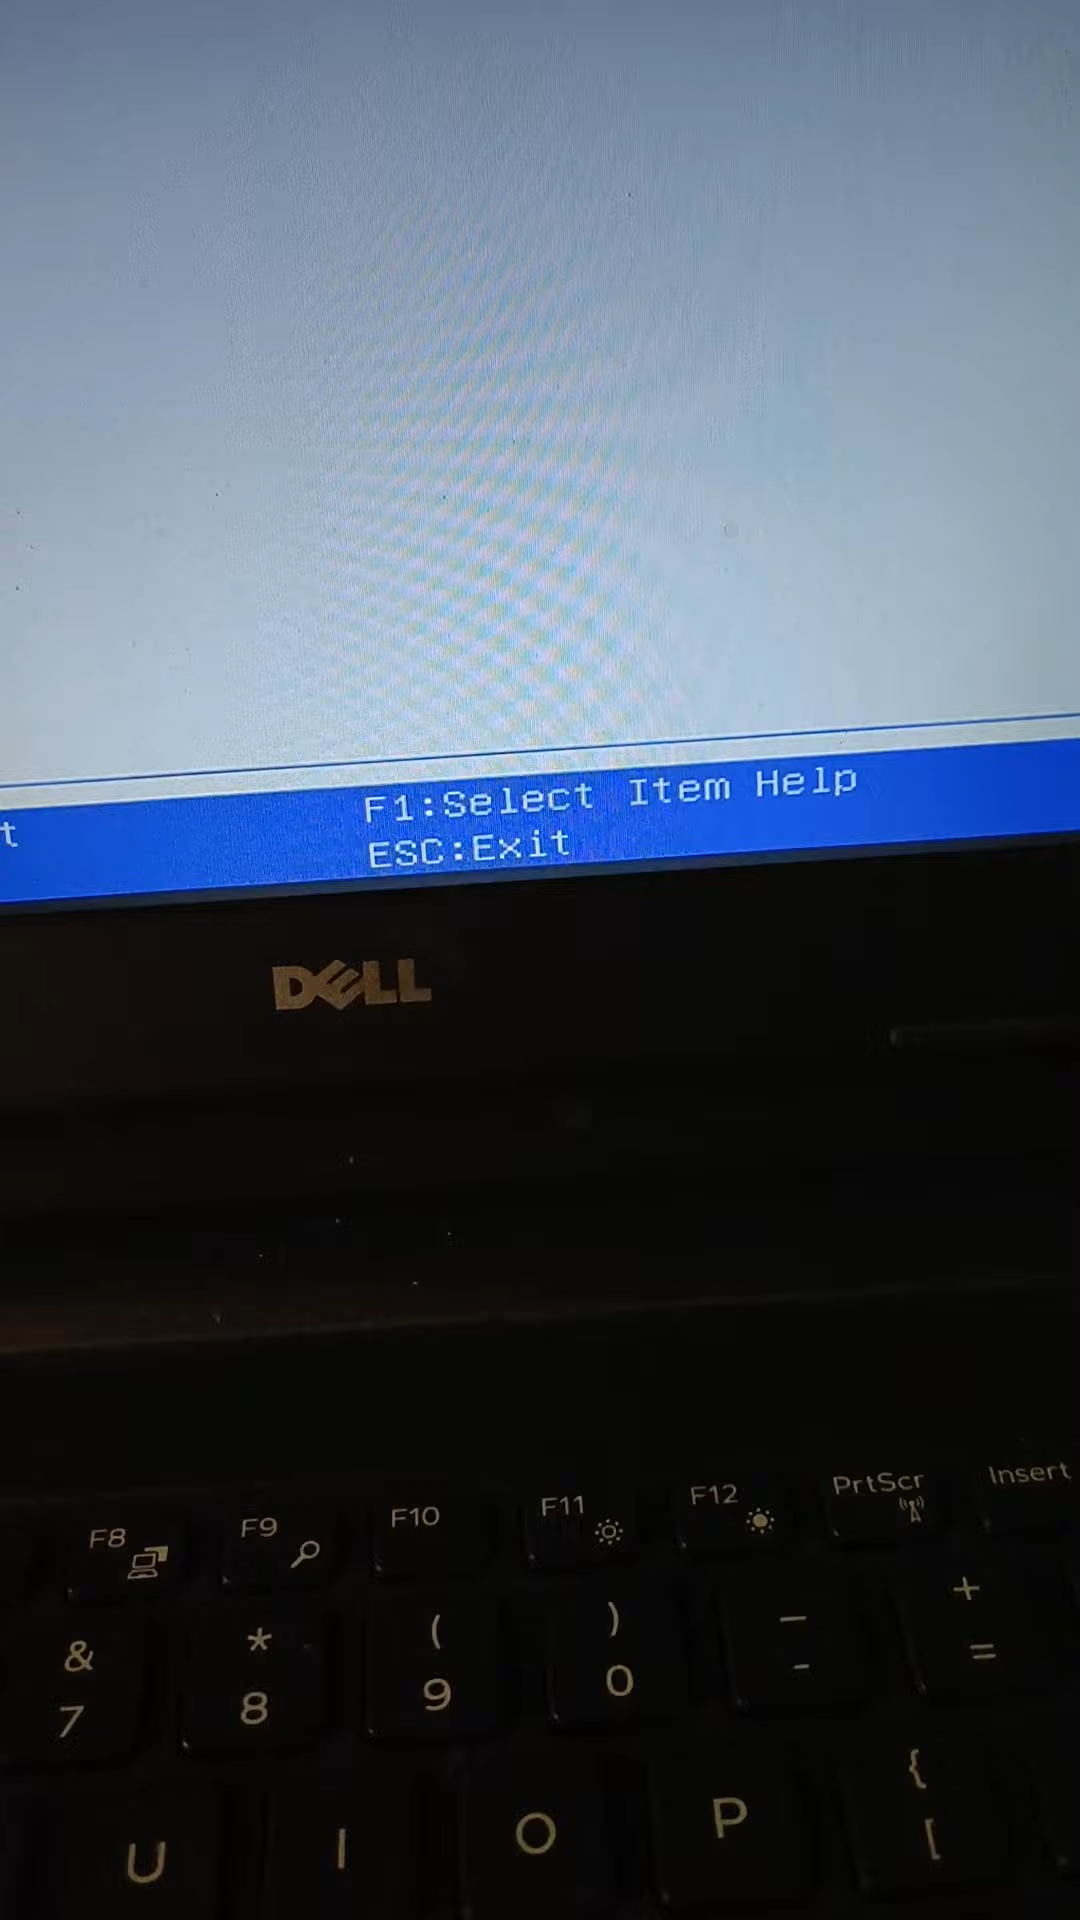 t
F1:Select Item Help
ESC:Exit
DELL
F8 F9 F10 F11 F12 PrtScr Insert
& * ( ) _ +
7 8 9 0 - =
U I O P { [